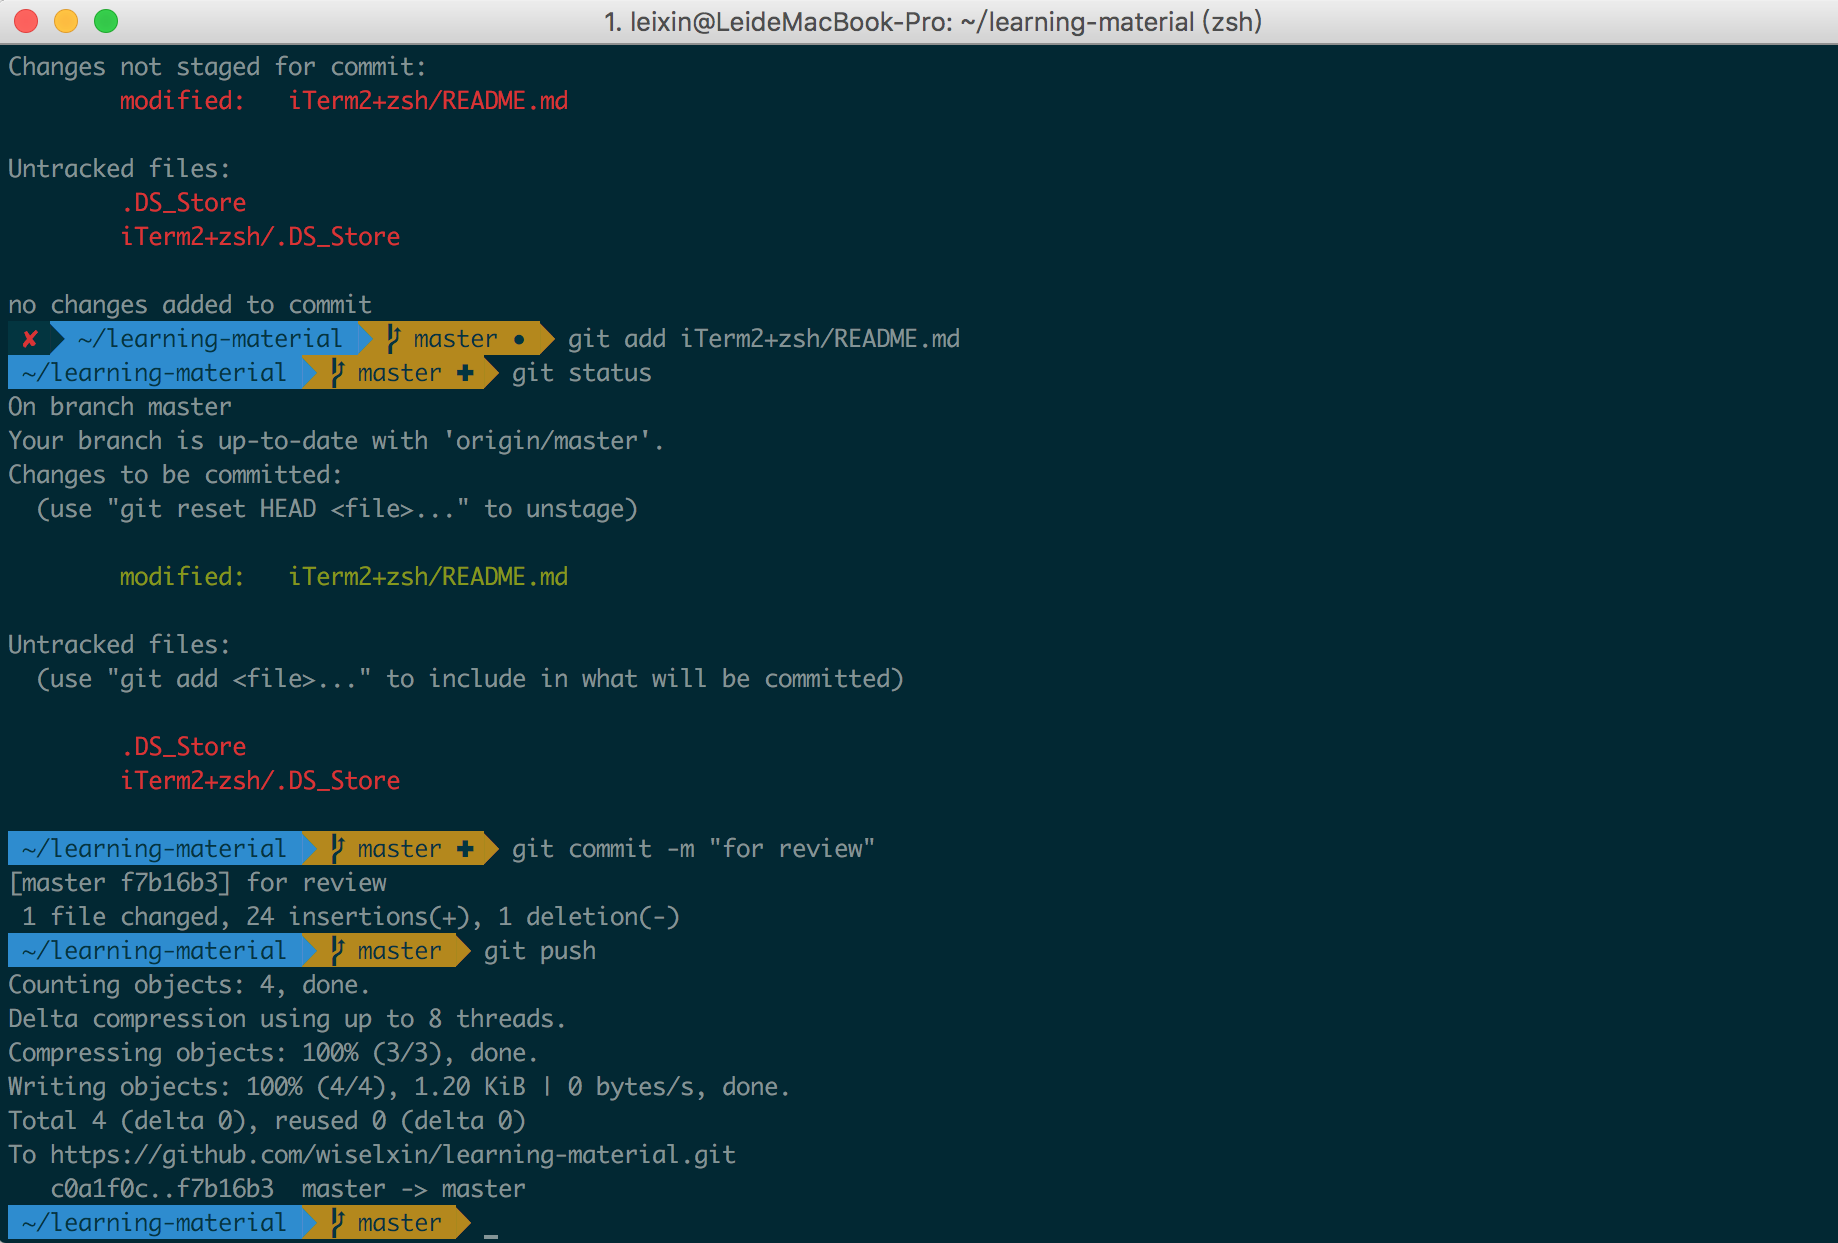 1. leixin@LeideMacBook-Pro: ~/learning-material (zsh)
Changes not staged for commit:
modified:   iTerm2+zsh/README.md
Untracked files:
.DS_Store
iTerm2+zsh/.DS_Store
no changes added to commit
✘ ~/learning-material master ● git add iTerm2+zsh/README.md
~/learning-material master ✚ git status
On branch master
Your branch is up-to-date with 'origin/master'.
Changes to be committed:
(use "git reset HEAD <file>..." to unstage)
modified:   iTerm2+zsh/README.md
Untracked files:
(use "git add <file>..." to include in what will be committed)
.DS_Store
iTerm2+zsh/.DS_Store
~/learning-material master ✚ git commit -m "for review"
[master f7b16b3] for review
1 file changed, 24 insertions(+), 1 deletion(-)
~/learning-material master git push
Counting objects: 4, done.
Delta compression using up to 8 threads.
Compressing objects: 100% (3/3), done.
Writing objects: 100% (4/4), 1.20 KiB | 0 bytes/s, done.
Total 4 (delta 0), reused 0 (delta 0)
To https://github.com/wiselxin/learning-material.git
c0a1f0c..f7b16b3  master -> master
~/learning-material master